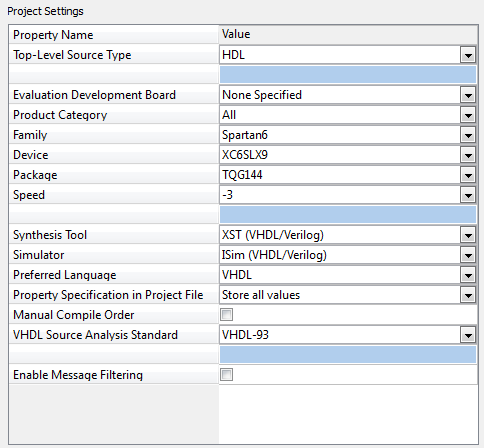 Project Settings
Property Name Value
Top-Level Source Type HDL
Evaluation Development Board None Specified
Product Category All
Family Spartan6
Device XC6SLX9
Package TQG144
Speed -3
Synthesis Tool XST (VHDL/Verilog)
Simulator ISim (VHDL/Verilog)
Preferred Language VHDL
Property Specification in Project File Store all values
Manual Compile Order
VHDL Source Analysis Standard VHDL-93
Enable Message Filtering